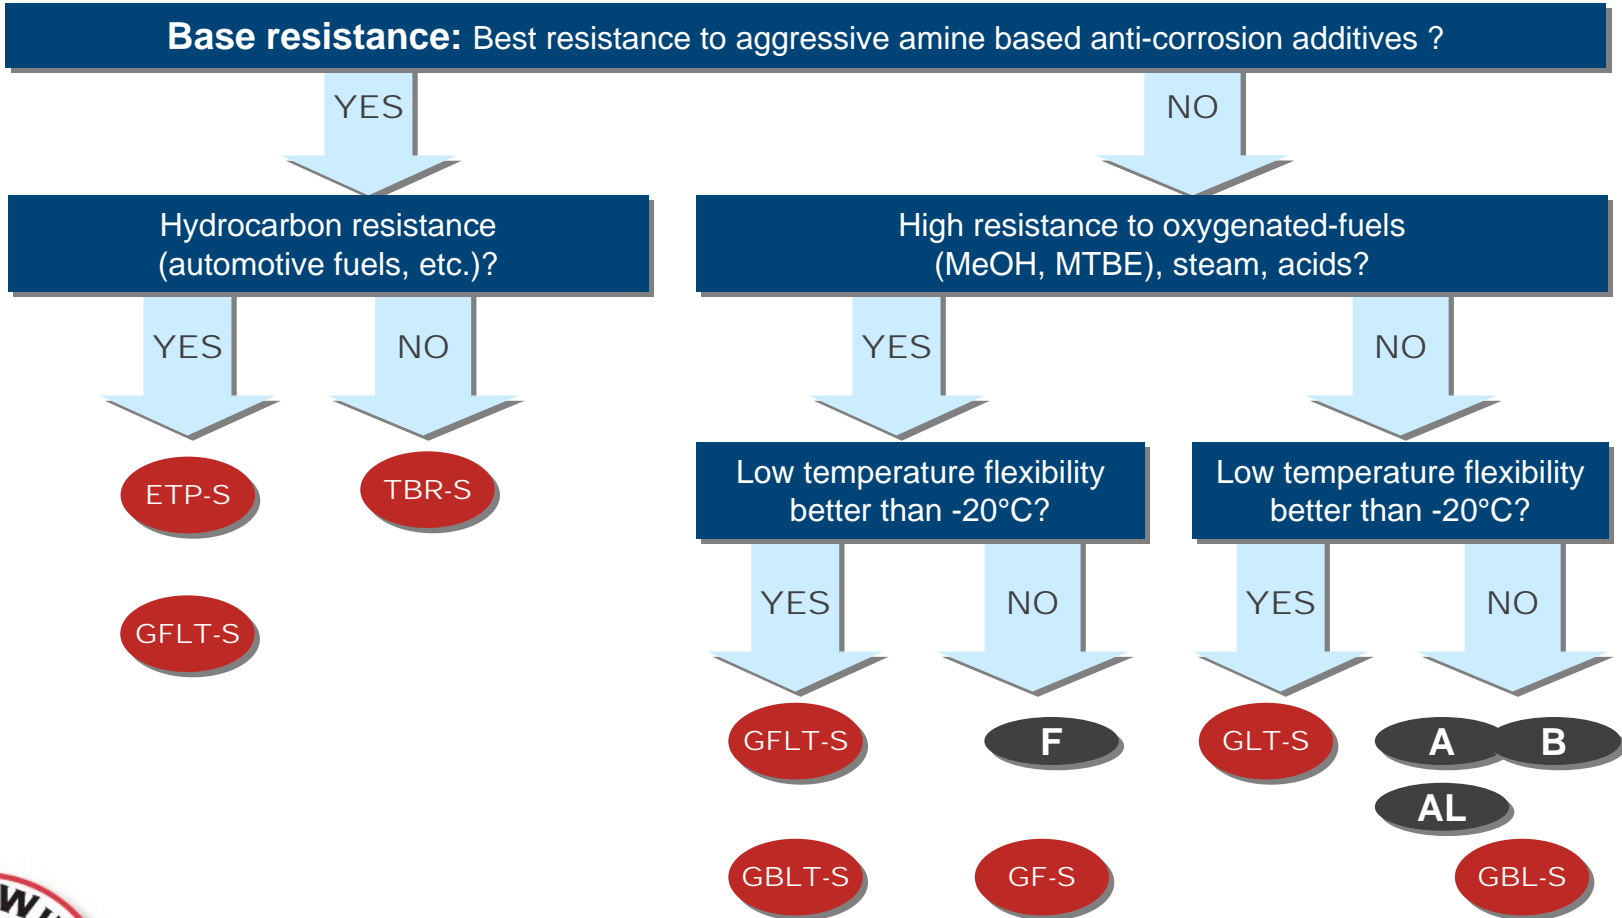 Base resistance: Best resistance to aggressive amine based anti-corrosion additives ?
YES
NO
Hydrocarbon resistance
(automotive fuels, etc.)?
High resistance to oxygenated-fuels
(MeOH, MTBE), steam, acids?
YES
NO
YES
NO
ETP-S
TBR-S
GFLT-S
Low temperature flexibility
better than -20°C?
Low temperature flexibility
better than -20°C?
YES
NO
YES
NO
GFLT-S
F
GLT-S
A
B
AL
GBLT-S
GF-S
GBL-S